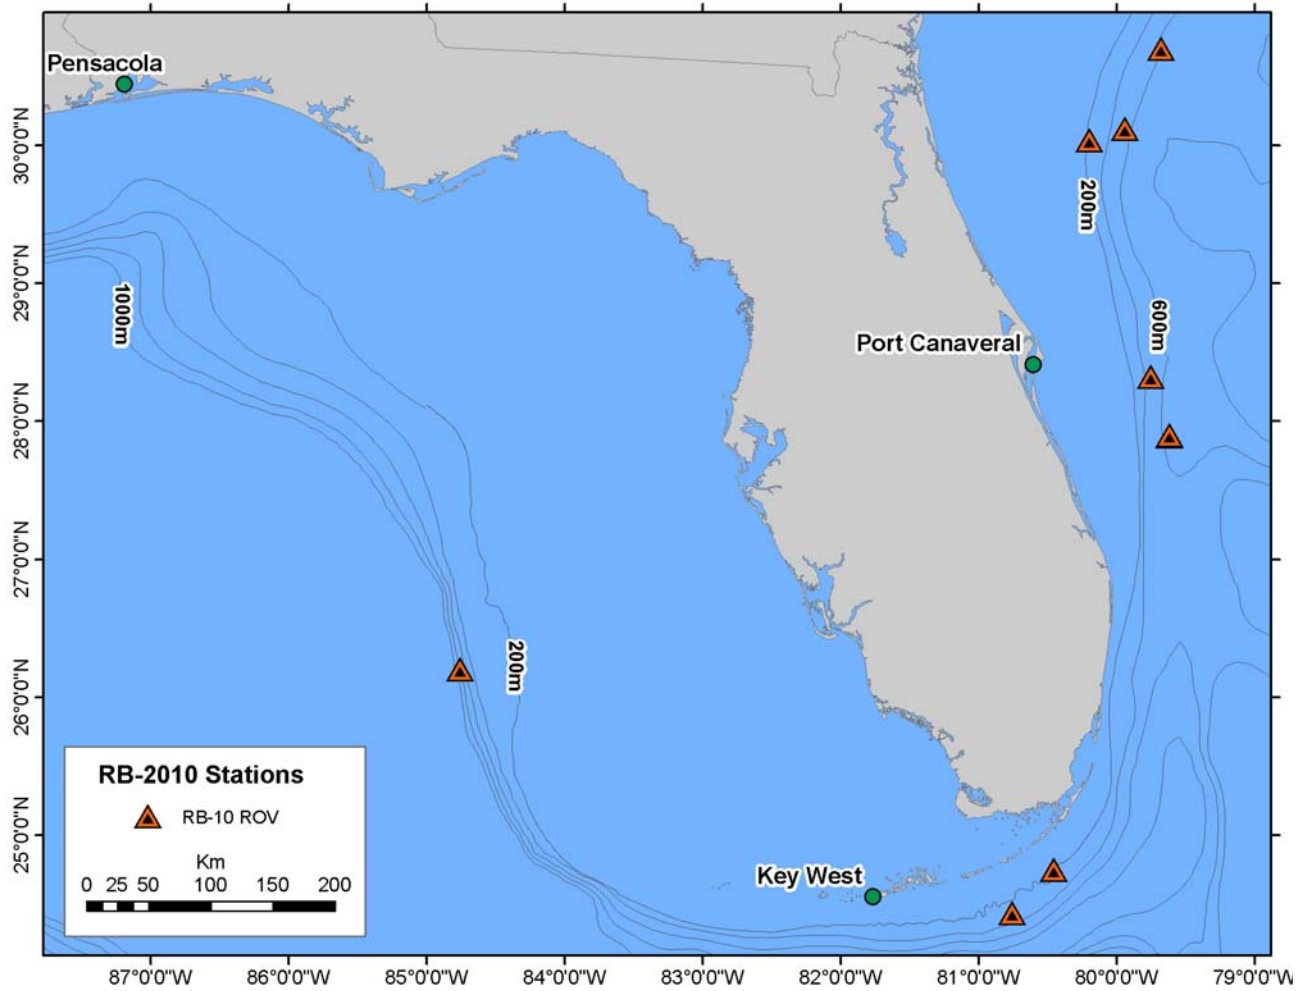 Pensacola
30°0'0"N
200m
29°0'0"N
1000m
600m
Port Canaveral
28°0'0"N
27°0'0"N
200m
26°0'0"N
RB-2010 Stations
RB-10 ROV
Km
0 25 50 100 150 200
25°0'0"N
Key West
87°0'0"W 86°0'0"W 85°0'0"W 84°0'0"W 83°0'0"W 82°0'0"W 81°0'0"W 80°0'0"W 79°0'0"W